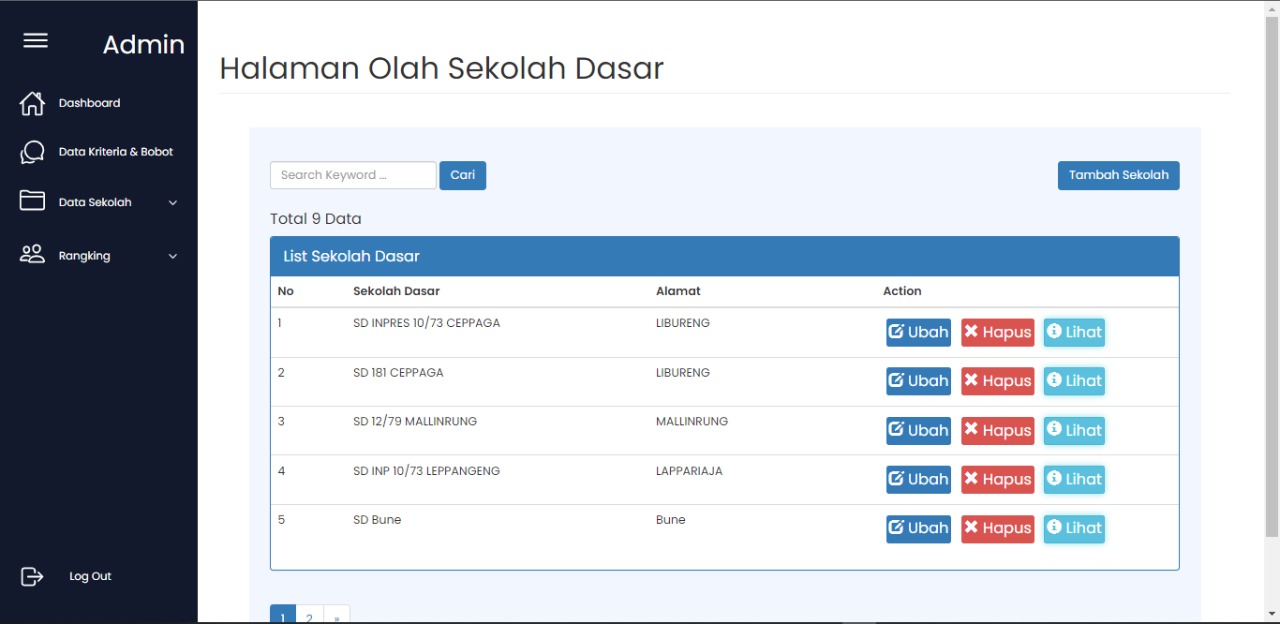 Admin
Dashboard
Data Kriteria & Bobot
Data Sekolah
Rangking
Log Out
Halaman Olah Sekolah Dasar
Search Keyword ... Cari Tambah Sekolah
Total 9 Data
List Sekolah Dasar
No Sekolah Dasar Alamat Action
1 SD INPRES 10/73 CEPPAGA LIBURENG Ubah Hapus Lihat
2 SD 181 CEPPAGA LIBURENG Ubah Hapus Lihat
3 SD 12/79 MALLINRUNG MALLINRUNG Ubah Hapus Lihat
4 SD INP 10/73 LEPPANGENG LAPPARIAJA Ubah Hapus Lihat
5 SD Bune Bune Ubah Hapus Lihat
1 2 »